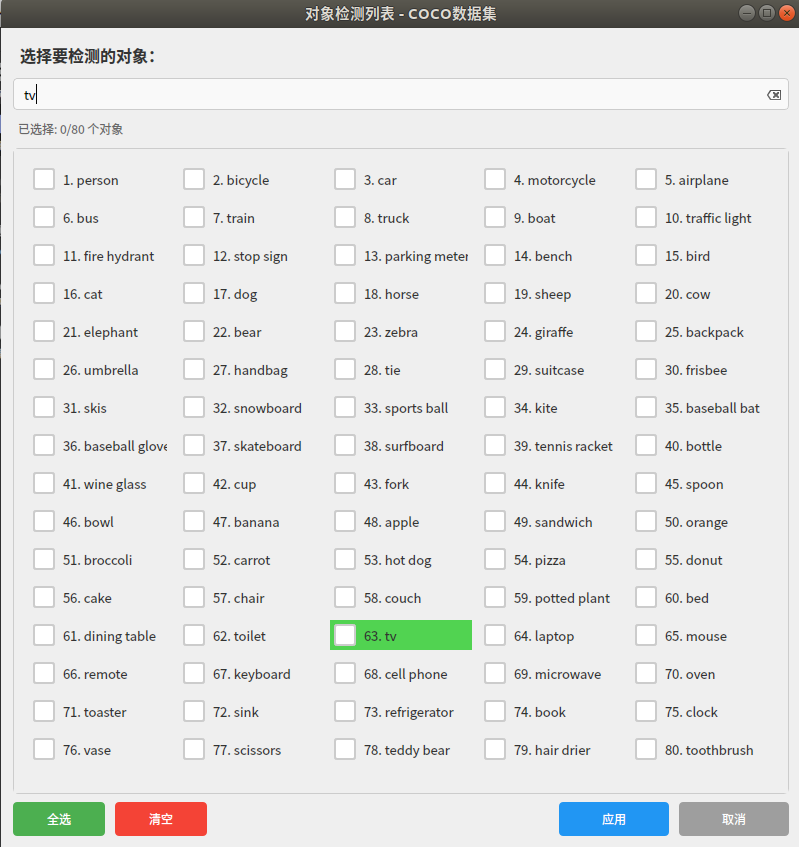 对象检测列表 - COCO数据集
选择要检测的对象：
tv
已选择: 0/80 个对象
1. person 2. bicycle 3. car 4. motorcycle 5. airplane
6. bus 7. train 8. truck 9. boat 10. traffic light
11. fire hydrant 12. stop sign 13. parking meter 14. bench 15. bird
16. cat 17. dog 18. horse 19. sheep 20. cow
21. elephant 22. bear 23. zebra 24. giraffe 25. backpack
26. umbrella 27. handbag 28. tie 29. suitcase 30. frisbee
31. skis 32. snowboard 33. sports ball 34. kite 35. baseball bat
36. baseball glove 37. skateboard 38. surfboard 39. tennis racket 40. bottle
41. wine glass 42. cup 43. fork 44. knife 45. spoon
46. bowl 47. banana 48. apple 49. sandwich 50. orange
51. broccoli 52. carrot 53. hot dog 54. pizza 55. donut
56. cake 57. chair 58. couch 59. potted plant 60. bed
61. dining table 62. toilet 63. tv 64. laptop 65. mouse
66. remote 67. keyboard 68. cell phone 69. microwave 70. oven
71. toaster 72. sink 73. refrigerator 74. book 75. clock
76. vase 77. scissors 78. teddy bear 79. hair drier 80. toothbrush
全选 清空 应用 取消